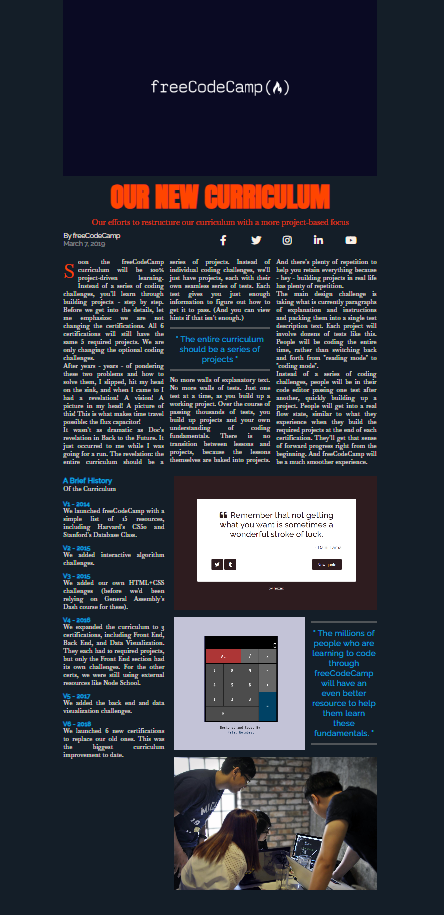 freeCodeCamp(🔥)
OUR NEW CURRICULUM
Our efforts to restructure our curriculum with a more project-based focus
By freeCodeCamp
March 7, 2019
Soon the freeCodeCamp
curriculum will be 100%
project-driven learning.
Instead of a series of coding
challenges, you'll learn through
building projects - step by step.
Before we get into the details, let
me emphasize: we are not
changing the certifications. All 6
certifications will still have the
same 5 required projects. We are
only changing the optional coding
challenges.
After years - years - of pondering
these two problems and how to
solve them, I slipped, hit my head
on the sink, and when I came to
I had a revelation! A vision! A
picture in my head! A picture of
this! This is what makes time travel
possible: the flux capacitor!
It wasn't as dramatic as Doc's
revelation in Back to the Future. It
just occurred to me while I was
going for a run. The revelation: the
entire curriculum should be a
series of projects. Instead of
individual coding challenges, we'll
just have projects, each with their
own seamless series of tests. Each
test gives you just enough
information to figure out how to
get it to pass. (And you can view
hints if that isn't enough.)
" The entire curriculum
should be a series of
projects "
No more walls of explanatory text.
No more walls of tests. Just one
test at a time, as you build up a
working project. Over the course of
passing thousands of tests, you
build up projects and your own
understanding of coding
fundamentals. There is no
transition between lessons and
projects, because the lessons
themselves are baked into projects.
And there's plenty of repetition to
help you retain everything because
- hey - building projects in real life
has plenty of repetition.
The main design challenge is
taking what is currently paragraphs
of explanation and instructions
and packing them into a single test
description text. Each project will
involve dozens of tests like this.
People will be coding the entire
time, rather than switching back
and forth from "reading mode" to
"coding mode".
Instead of a series of coding
challenges, people will be in their
code editor passing one test after
another, quickly building up a
project. People will get into a real
flow state, similar to what they
experience when they build the
required projects at the end of each
certification. They'll get that sense
of forward progress right from the
beginning. And freeCodeCamp will
be a much smoother experience.
A Brief History
Of the Curriculum
V1 - 2014
We launched freeCodeCamp with a
simple list of 15 resources,
including Harvard's CS50 and
Stanford's Database Class.
V2 - 2015
We added interactive algorithm
challenges.
V3 - 2015
We added our own HTML+CSS
challenges (before we'd been
relying on General Assembly's
Dash course for these).
V4 - 2016
We expanded the curriculum to 3
certifications, including Front End,
Back End, and Data Visualization.
They each had 10 required projects,
but only the Front End section had
its own challenges. For the other
certs, we were still using external
resources like Node School.
V5 - 2017
We added the back end and data
visualization challenges.
V6 - 2018
We launched 6 new certifications
to replace our old ones. This was
the biggest curriculum
improvement to date.
❝ Remember that not getting
what you want is sometimes a
wonderful stroke of luck.
" The millions of
people who are
learning to code
through
freeCodeCamp
will have an
even better
resource to help
them learn
these
fundamentals. "